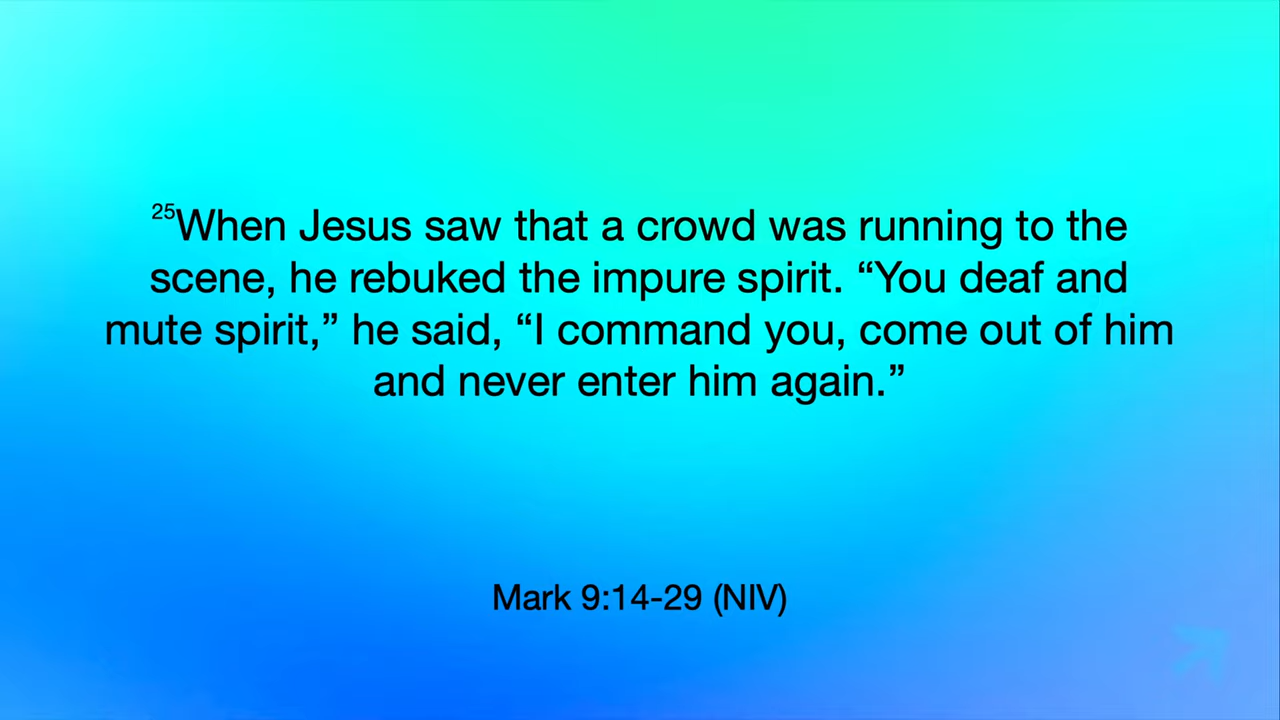 ²⁵When Jesus saw that a crowd was running to the
scene, he rebuked the impure spirit. “You deaf and
mute spirit,” he said, “I command you, come out of him
and never enter him again.”
Mark 9:14-29 (NIV)